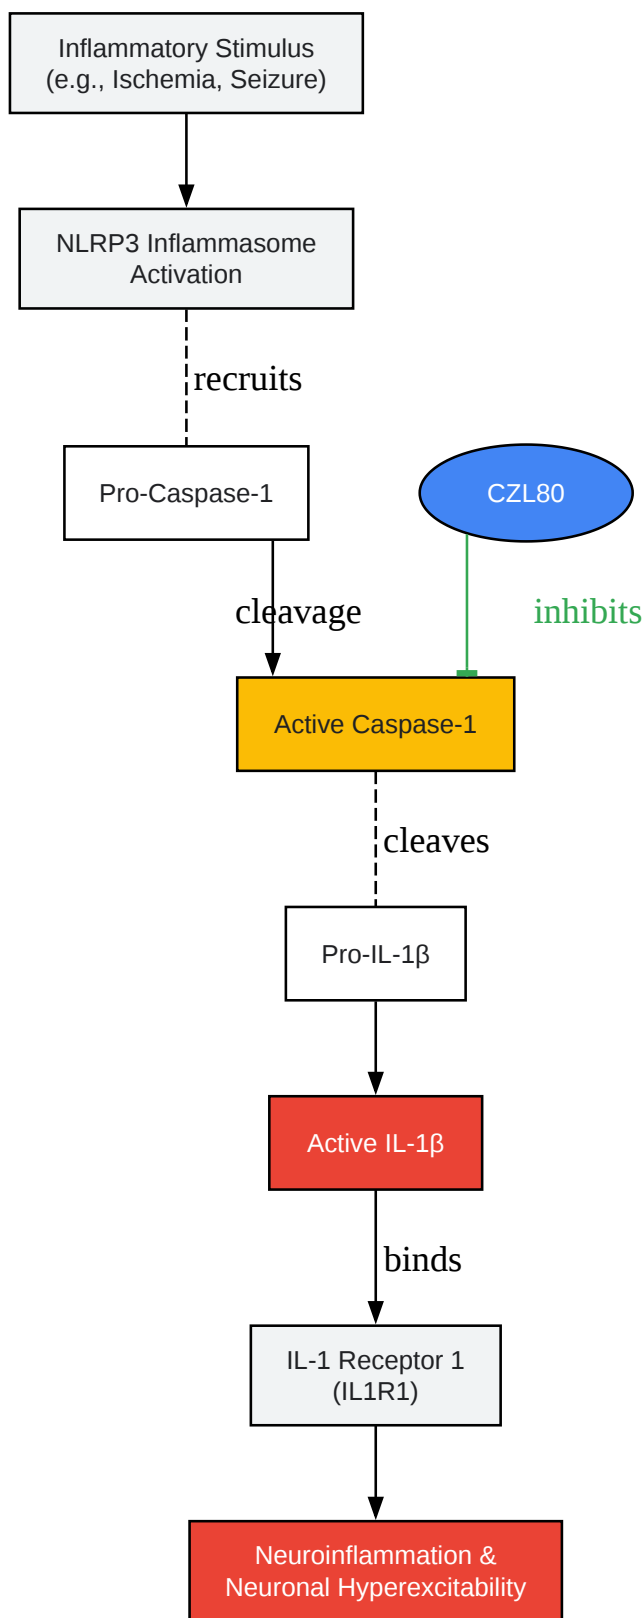 Inflammatory Stimulus
(e.g., Ischemia, Seizure)
NLRP3 Inflammasome
Activation
recruits
Pro-Caspase-1
CZL80
cleavage
inhibits
Active Caspase-1
cleaves
Pro-IL-1β
Active IL-1β
binds
IL-1 Receptor 1
(IL1R1)
Neuroinflammation &
Neuronal Hyperexcitability